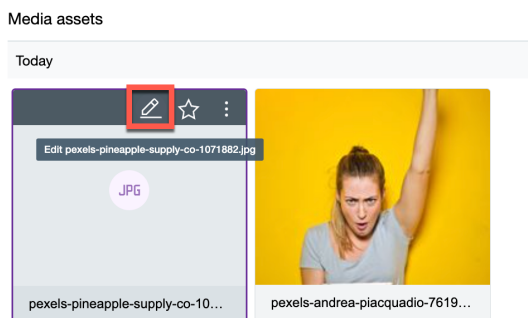 Media assets
Today
Edit pexels-pineapple-supply-co-1071882.jpg
JPG
pexels-pineapple-supply-co-10...
pexels-andrea-piacquadio-7619...